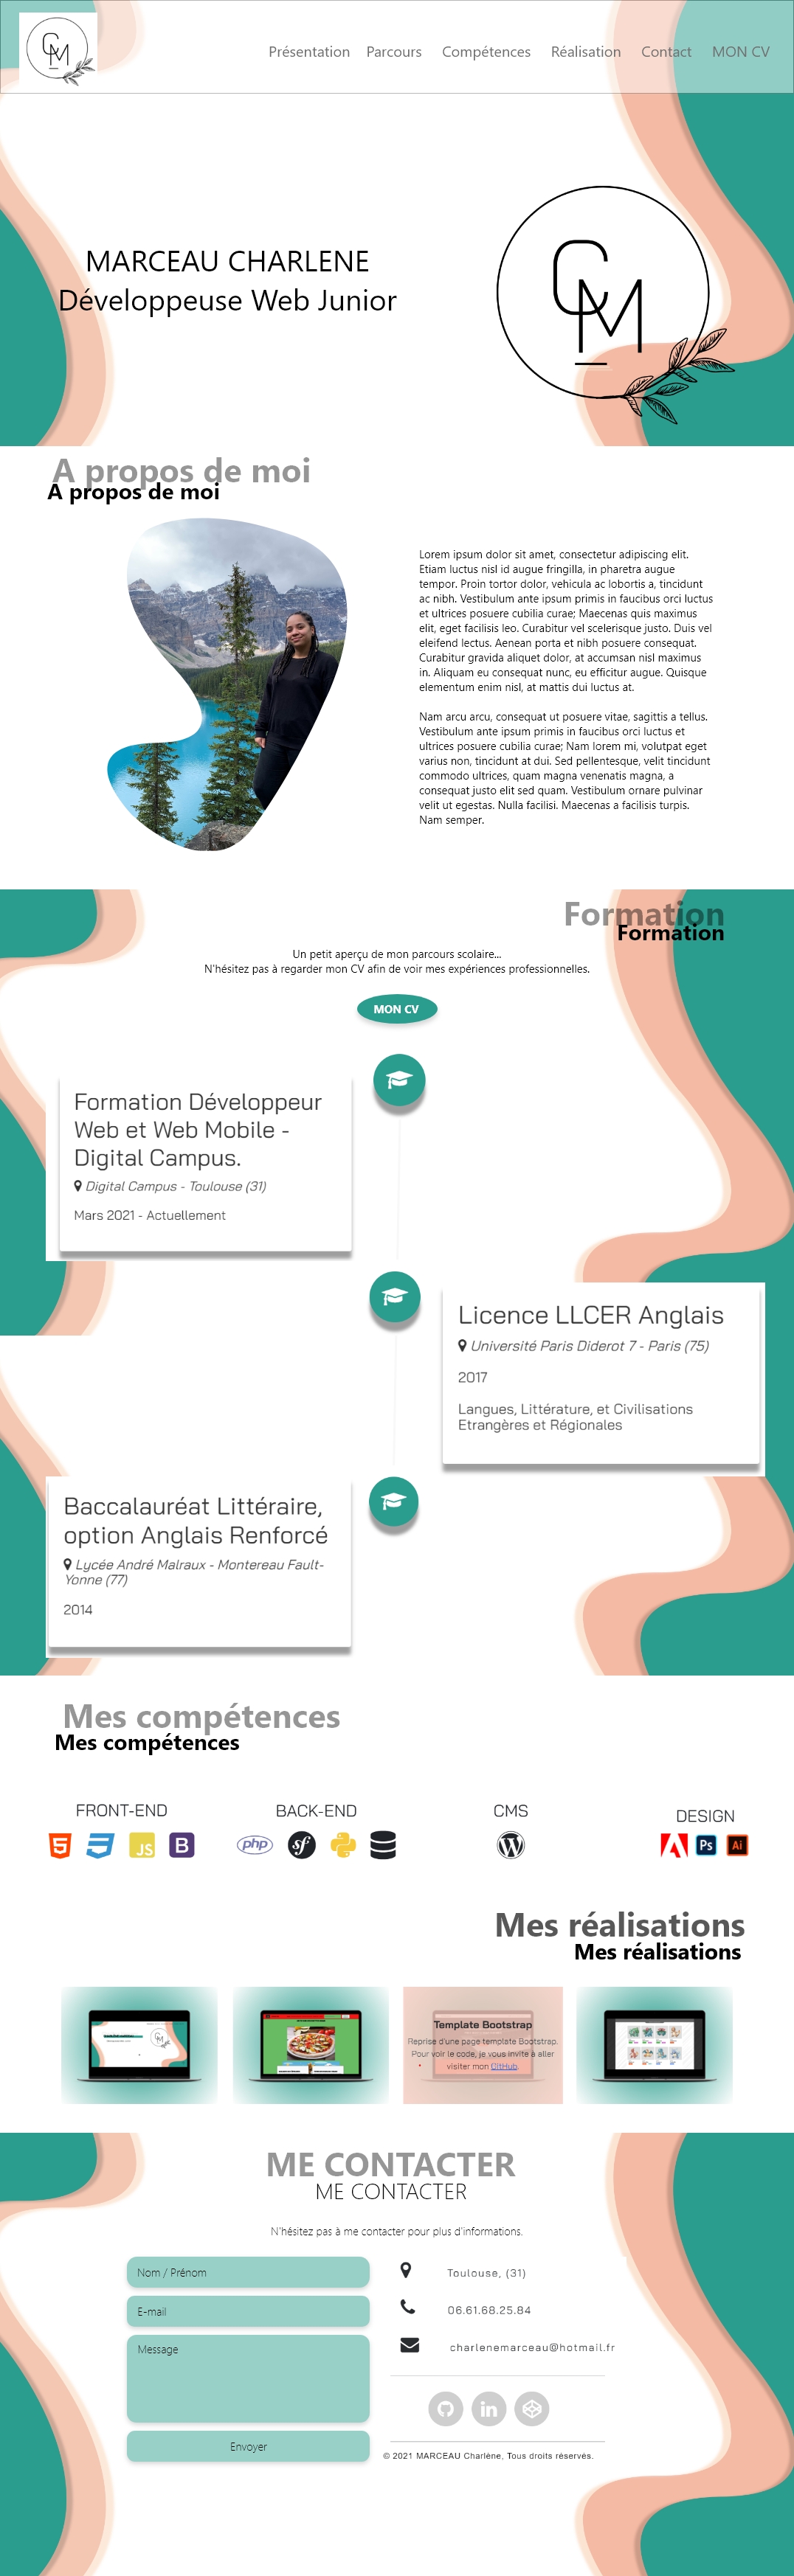 CM
Présentation Parcours Compétences Réalisation Contact MON CV
MARCEAU CHARLENE
Développeuse Web Junior
CM
A propos de moi
A propos de moi
Lorem ipsum dolor sit amet, consectetur adipiscing elit.
Etiam luctus nisl id augue fringilla, in pharetra augue
tempor. Proin tortor dolor, vehicula ac lobortis a, tincidunt
ac nibh. Vestibulum ante ipsum primis in faucibus orci luctus
et ultrices posuere cubilia curae; Maecenas quis maximus
elit, eget facilisis leo. Curabitur vel scelerisque justo. Duis vel
eleifend lectus. Aenean porta et nibh posuere consequat.
Curabitur gravida aliquet dolor, at accumsan nisl maximus
in. Aliquam eu consequat nunc, eu efficitur augue. Quisque
elementum enim nisl, at mattis dui luctus at.
Nam arcu arcu, consequat ut posuere vitae, sagittis a tellus.
Vestibulum ante ipsum primis in faucibus orci luctus et
ultrices posuere cubilia curae; Nam lorem mi, volutpat eget
varius non, tincidunt at dui. Sed pellentesque, velit tincidunt
commodo ultrices, quam magna venenatis magna, a
consequat justo elit sed quam. Vestibulum ornare pulvinar
velit ut egestas. Nulla facilisi. Maecenas a facilisis turpis.
Nam semper.
Formation
Formation
Un petit aperçu de mon parcours scolaire...
N'hésitez pas à regarder mon CV afin de voir mes expériences professionnelles.
MON CV
Formation Développeur
Web et Web Mobile -
Digital Campus.
Digital Campus - Toulouse (31)
Mars 2021 - Actuellement
Licence LLCER Anglais
Université Paris Diderot 7 - Paris (75)
2017
Langues, Littérature, et Civilisations
Etrangères et Régionales
Baccalauréat Littéraire,
option Anglais Renforcé
Lycée André Malraux - Montereau Fault-
Yonne (77)
2014
Mes compétences
Mes compétences
FRONT-END BACK-END CMS DESIGN
5 3 JS B php sf W Ps Ai
Mes réalisations
Mes réalisations
Template Bootstrap
Reprise d'une page template Bootstrap.
Pour voir le code, je vous invite à aller
visiter mon GitHub.
ME CONTACTER
ME CONTACTER
N'hésitez pas à me contacter pour plus d'informations.
Nom / Prénom
E-mail
Message
Envoyer
Toulouse, (31)
06.61.68.25.84
charlenemarceau@hotmail.fr
in
© 2021 MARCEAU Charlène, Tous droits réservés.